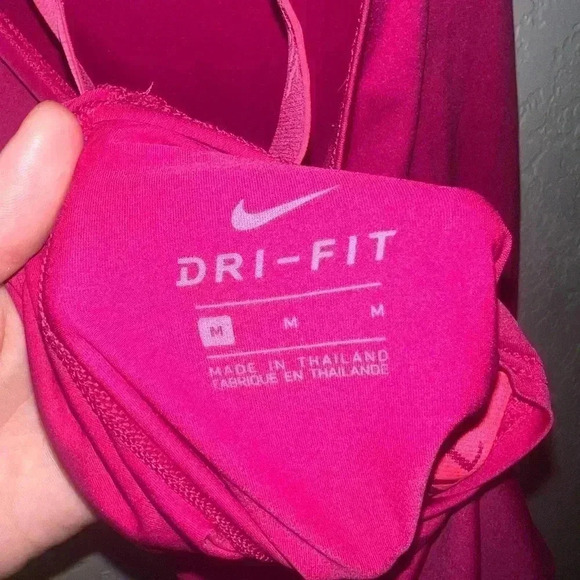 DRI-FIT
M M M
MADE IN THAILAND
FABRIQUE EN THAILANDE